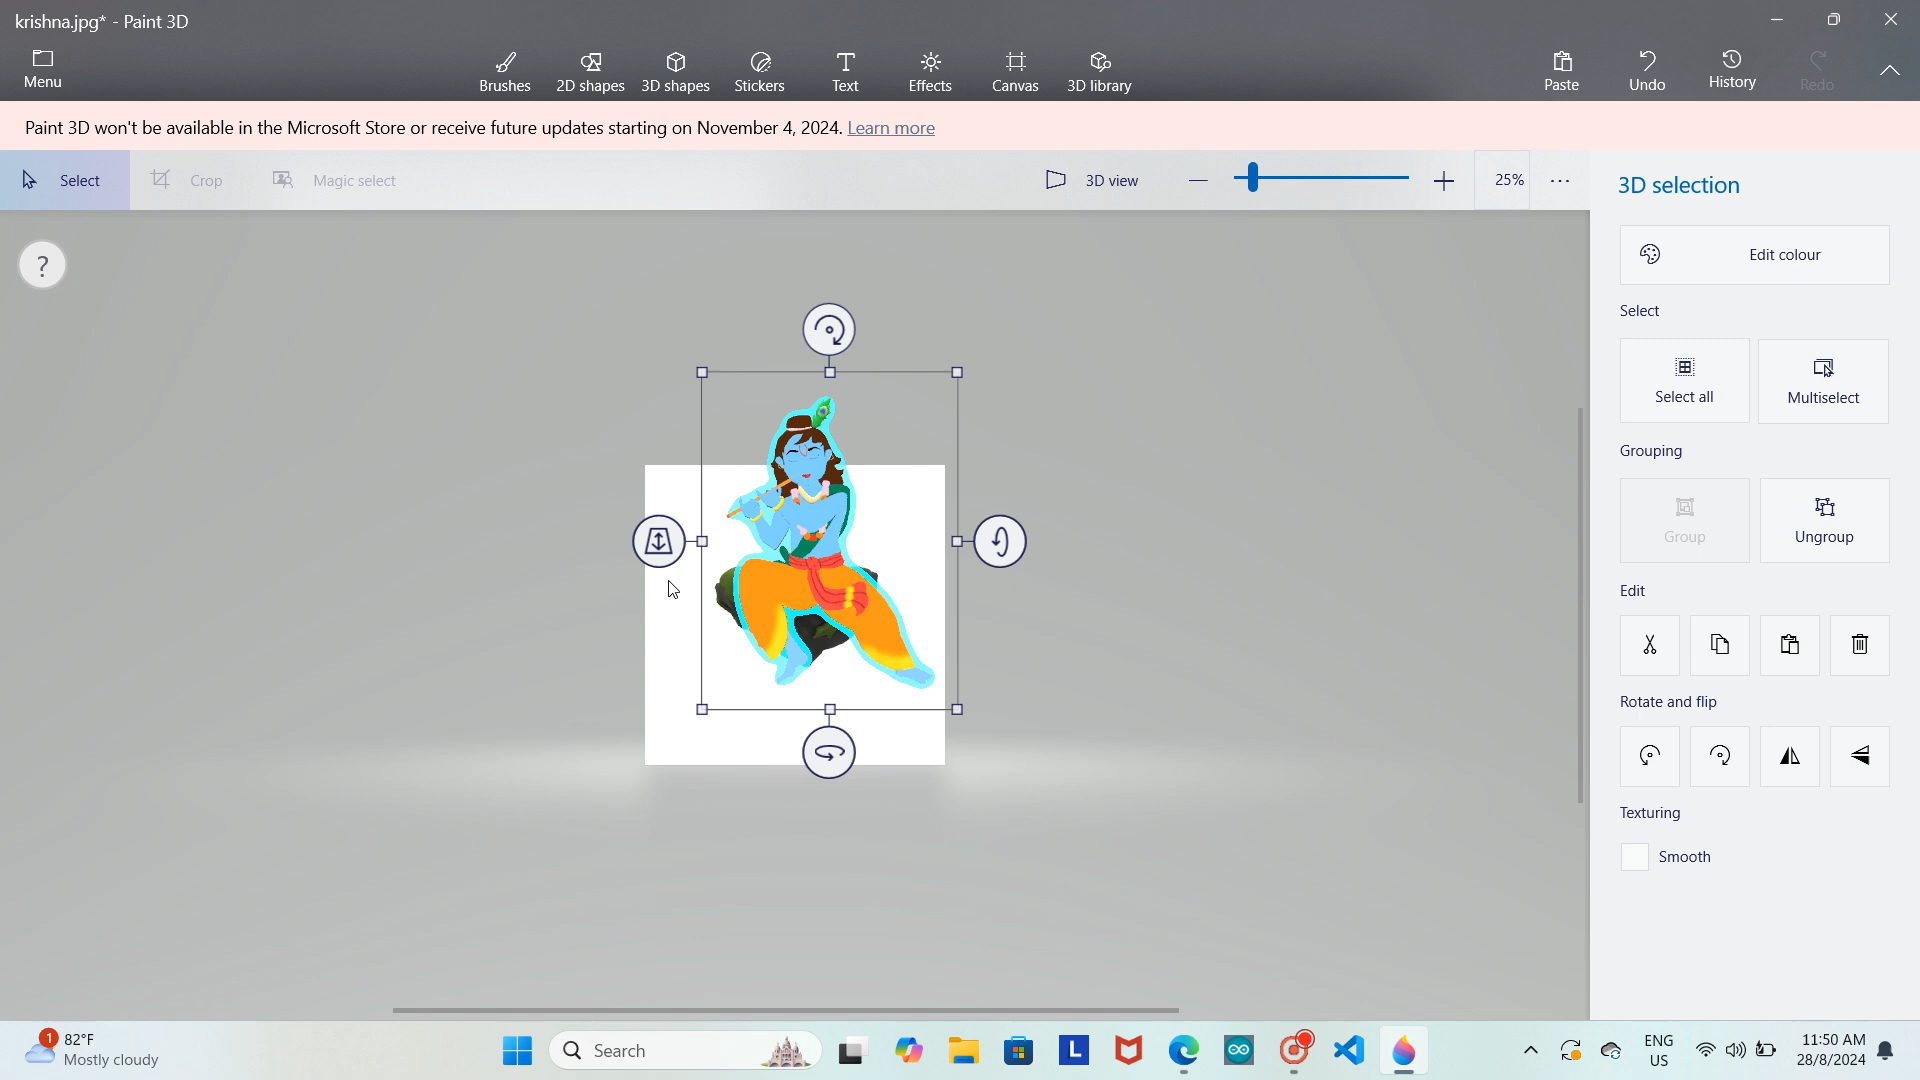 krishna.jpg* - Paint 3D
Menu
Brushes
2D shapes
3D shapes
Stickers
Text
Effects
Canvas
3D library
Paste
Undo
History
Redo
Paint 3D won't be available in the Microsoft Store or receive future updates starting on November 4, 2024. Learn more
Select
Crop
Magic select
3D view
25%
3D selection
?
Edit colour
Select
Select all
Multiselect
Grouping
Group
Ungroup
Edit
Rotate and flip
Texturing
Smooth
1
82°F
Mostly cloudy
Search
L
ENG
US
11:50 AM
28/8/2024